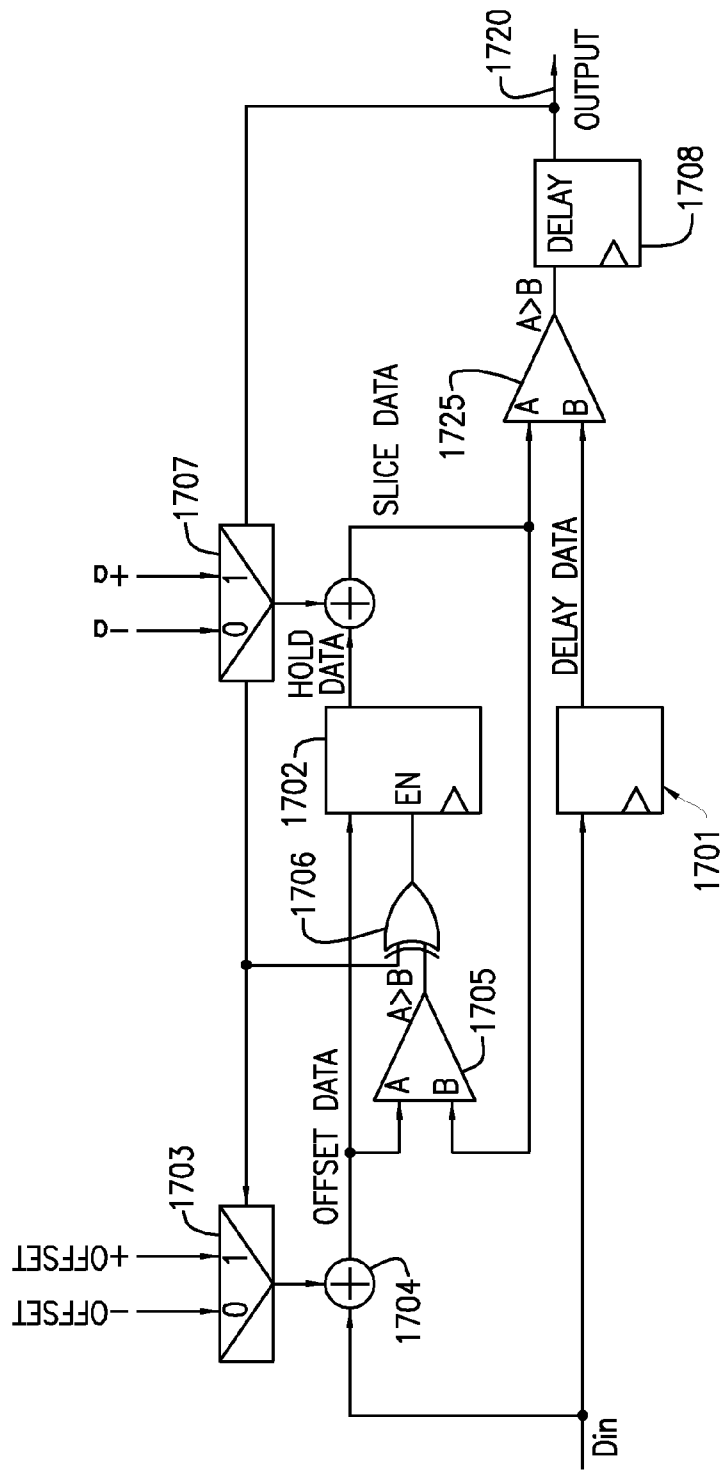 -OFFSET
+OFFSET
0 1
1703
-a
+a
0 1
1707
1704
OFFSET DATA
A
B
A>B
1705
1706
1702
EN
HOLD
DATA
SLICE DATA
1725
A
B
A>B
DELAY
1708
1720
OUTPUT
Din
1701
DELAY DATA